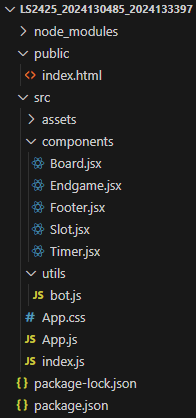 LS2425_2024130485_2024133397
node_modules
public
<> index.html
src
assets
components
Board.jsx
Endgame.jsx
Footer.jsx
Slot.jsx
Timer.jsx
utils
JS bot.js
# App.css
JS App.js
JS index.js
{} package-lock.json
{} package.json